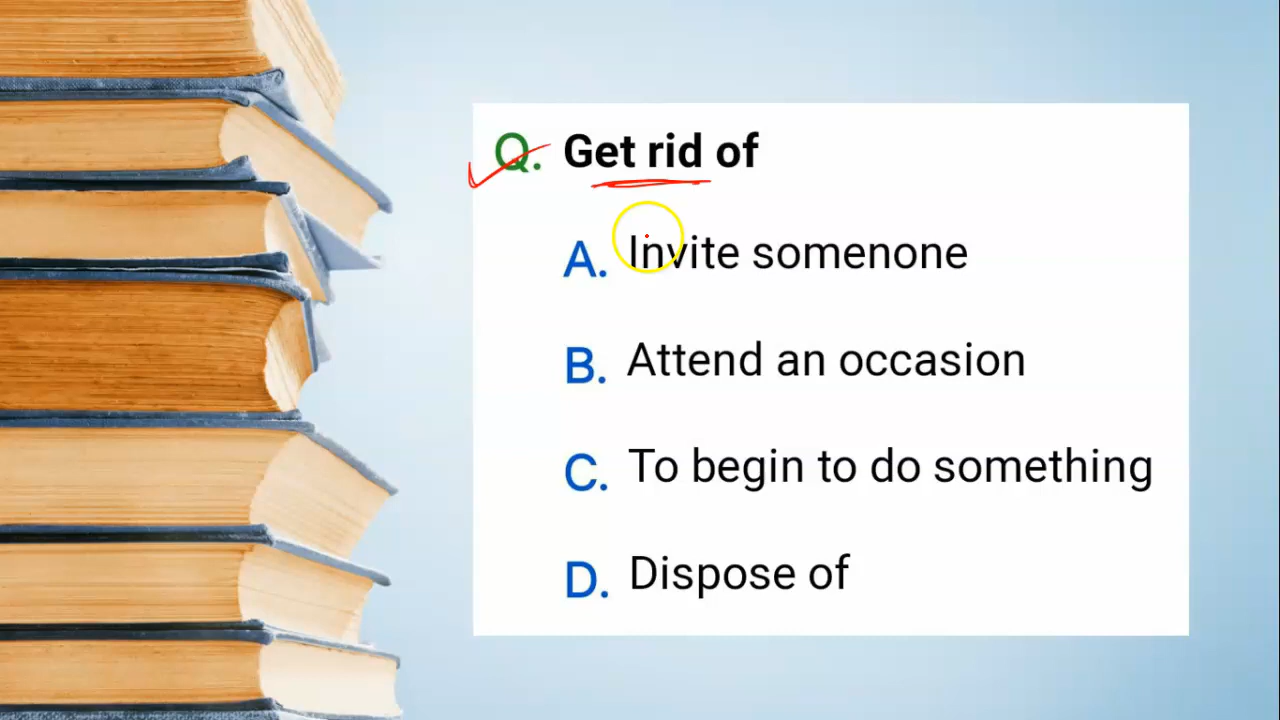 Q. Get rid of
A. Invite somenone
B. Attend an occasion
C. To begin to do something
D. Dispose of